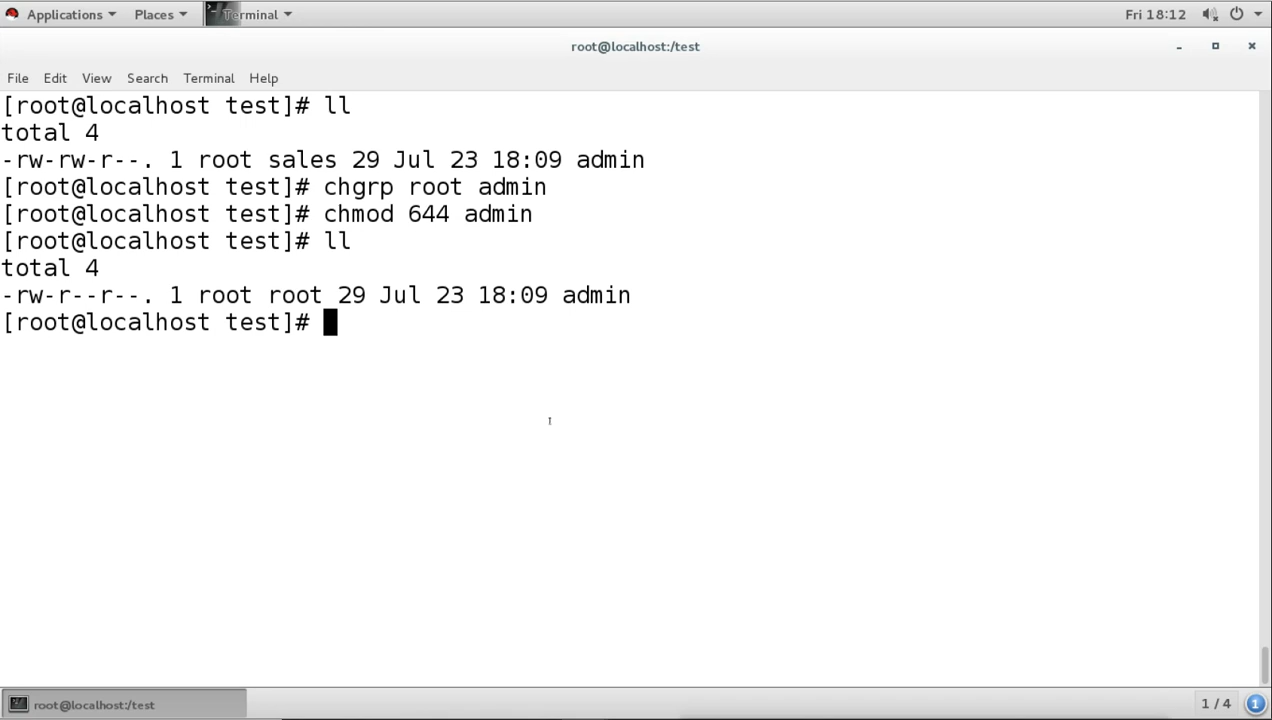 Applications Places Terminal Fri 18:12
root@localhost:/test
File Edit View Search Terminal Help
[root@localhost test]# ll
total 4
-rw-rw-r--. 1 root sales 29 Jul 23 18:09 admin
[root@localhost test]# chgrp root admin
[root@localhost test]# chmod 644 admin
[root@localhost test]# ll
total 4
-rw-r--r--. 1 root root 29 Jul 23 18:09 admin
[root@localhost test]#
root@localhost:/test 1 / 4 1